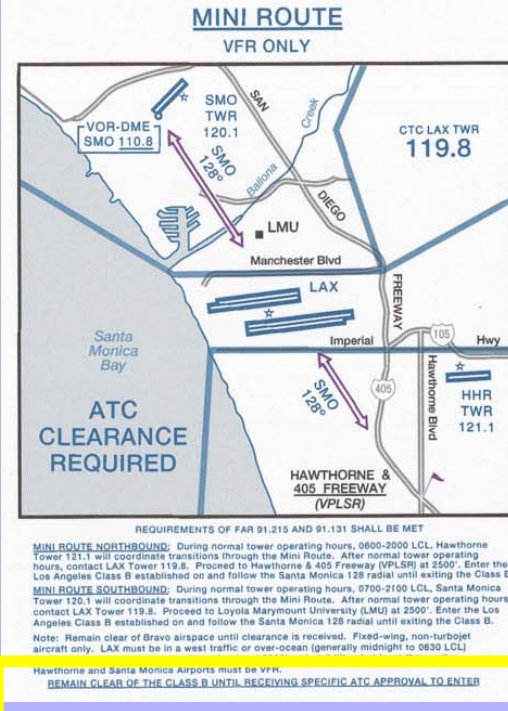 MINI ROUTE
VFR ONLY
SMO
TWR
120.1
VOR-DME
SMO 110.8
SAN
Creek
CTC LAX TWR
119.8
SMO
128º
Ballona
DIEGO
LMU
Manchester Blvd
LAX
FREEWAY
Santa
Monica
Bay
Imperial
105
Hwy
ATC
CLEARANCE
REQUIRED
SMO
128º
405
Hawthorne Blvd
HHR
TWR
121.1
HAWTHORNE &
405 FREEWAY
(VPLSR)
REQUIREMENTS OF FAR 91.215 AND 91.131 SHALL BE MET
MINI ROUTE NORTHBOUND: During normal tower operating hours, 0600-2000 LCL, Hawthorne
Tower 121.1 will coordinate transitions through the Mini Route. After normal tower operating
hours, contact LAX Tower 119.8. Proceed to Hawthorne & 405 Freeway (VPLSR) at 2500'. Enter the
Los Angeles Class B established on and follow the Santa Monica 128 radial until exiting the Class B
MINI ROUTE SOUTHBOUND: During normal tower operating hours, 0700-2100 LCL, Santa Monica
Tower 120.1 will coordinate transitions through the Mini Route. After normal tower operating hours
contact LAX Tower 119.8. Proceed to Loyola Marymount University (LMU) at 2500'. Enter the Los
Angeles Class B established on and follow the Santa Monica 128 radial until exiting the Class B.
Note: Remain clear of Bravo airspace until clearance is received. Fixed-wing, non-turbojet
aircraft only. LAX must be in a west traffic or over-ocean (generally midnight to 0630 LCL)
Hawthorne and Santa Monica Airports must be VFR.
REMAIN CLEAR OF THE CLASS B UNTIL RECEIVING SPECIFIC ATC APPROVAL TO ENTER